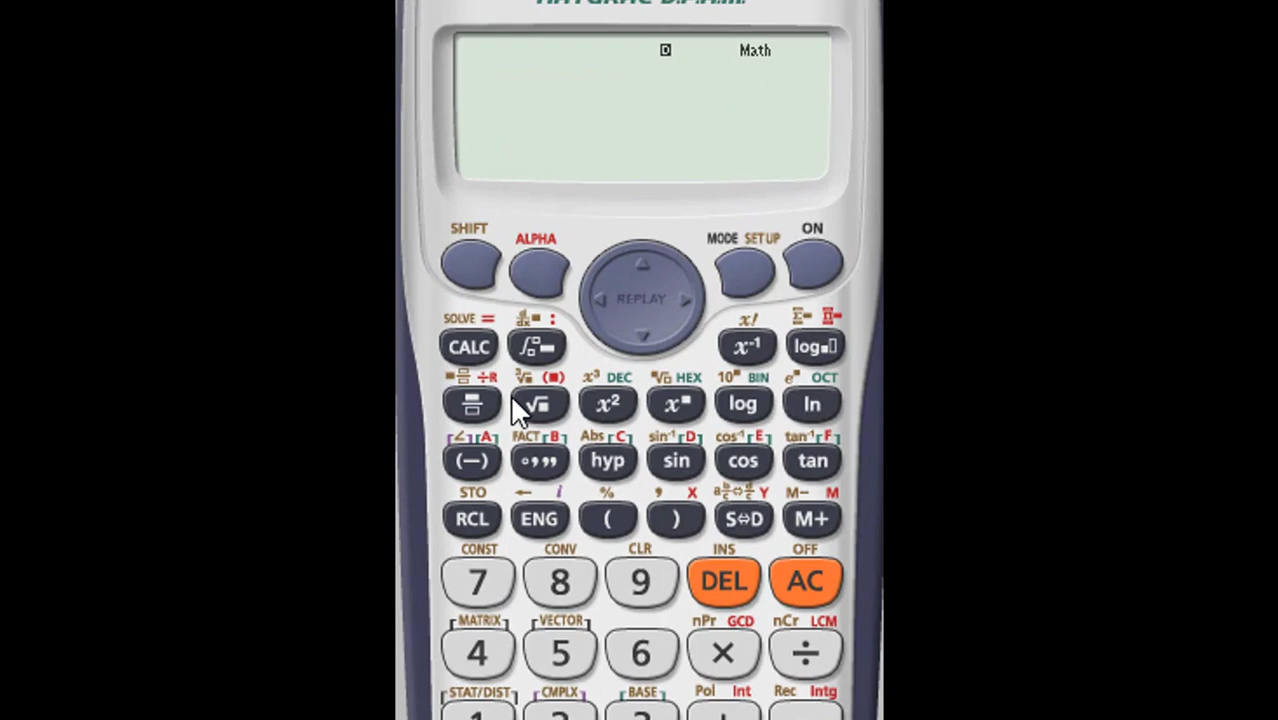 NATURAL-V.P.A.M.
D Math
SHIFT ALPHA MODE SETUP ON
REPLAY
SOLVE = d/dx :  x! Σ Π
CALC ∫ x⁻¹ log
÷R ³√ x³ DEC √ HEX 10 BIN e OCT
√ x² x log ln
∠ A FACT B Abs C sin⁻¹ D cos⁻¹ E tan⁻¹ F
(−) °,,, hyp sin cos tan
STO ← i % , X a b/c⇔d/c Y M− M
RCL ENG ( ) S⇔D M+
CONST CONV CLR INS OFF
7 8 9 DEL AC
MATRIX VECTOR nPr GCD nCr LCM
4 5 6 × ÷
STAT/DIST CMPLX BASE Pol Int Rec Intg